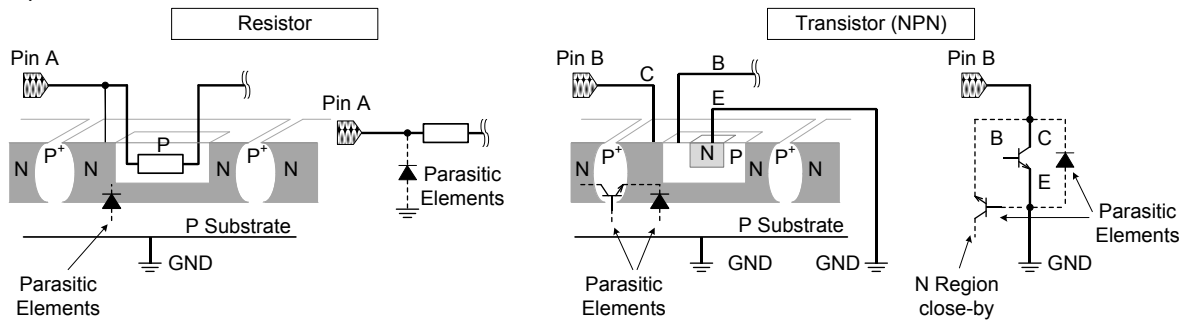 Resistor
Transistor (NPN)
Pin A
Pin A
N
P+
N
P
P+
N
N
Parasitic
Elements
P Substrate
GND
Parasitic
Elements
Pin B
C
B
E
N
P+
N
N
P
P+
N
N
P Substrate
GND
GND
Parasitic
Elements
Pin B
B
C
E
Parasitic
Elements
GND
N Region
close-by